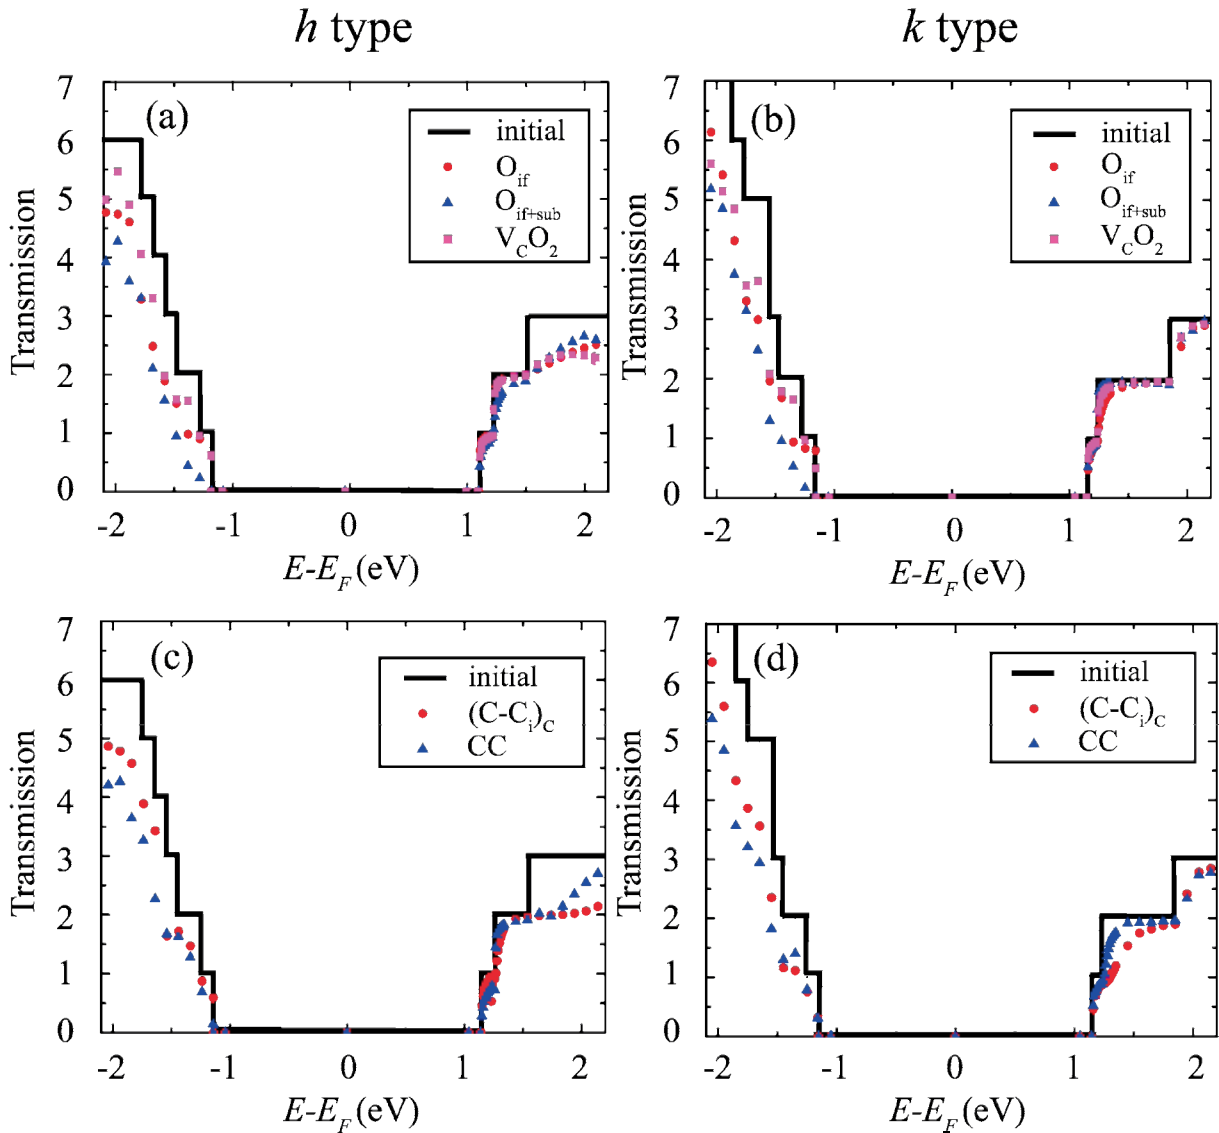 h type
k type
(a)
initial
O_if
O_if+sub
V_CO_2
Transmission
7
6
5
4
3
2
1
0
-2 -1 0 1 2
E-E_F (eV)
(b)
initial
O_if
O_if+sub
V_CO_2
Transmission
7
6
5
4
3
2
1
0
-2 -1 0 1 2
E-E_F (eV)
(c)
initial
(C-C_i)_C
CC
Transmission
7
6
5
4
3
2
1
0
-2 -1 0 1 2
E-E_F (eV)
(d)
initial
(C-C_i)_C
CC
Transmission
7
6
5
4
3
2
1
0
-2 -1 0 1 2
E-E_F (eV)